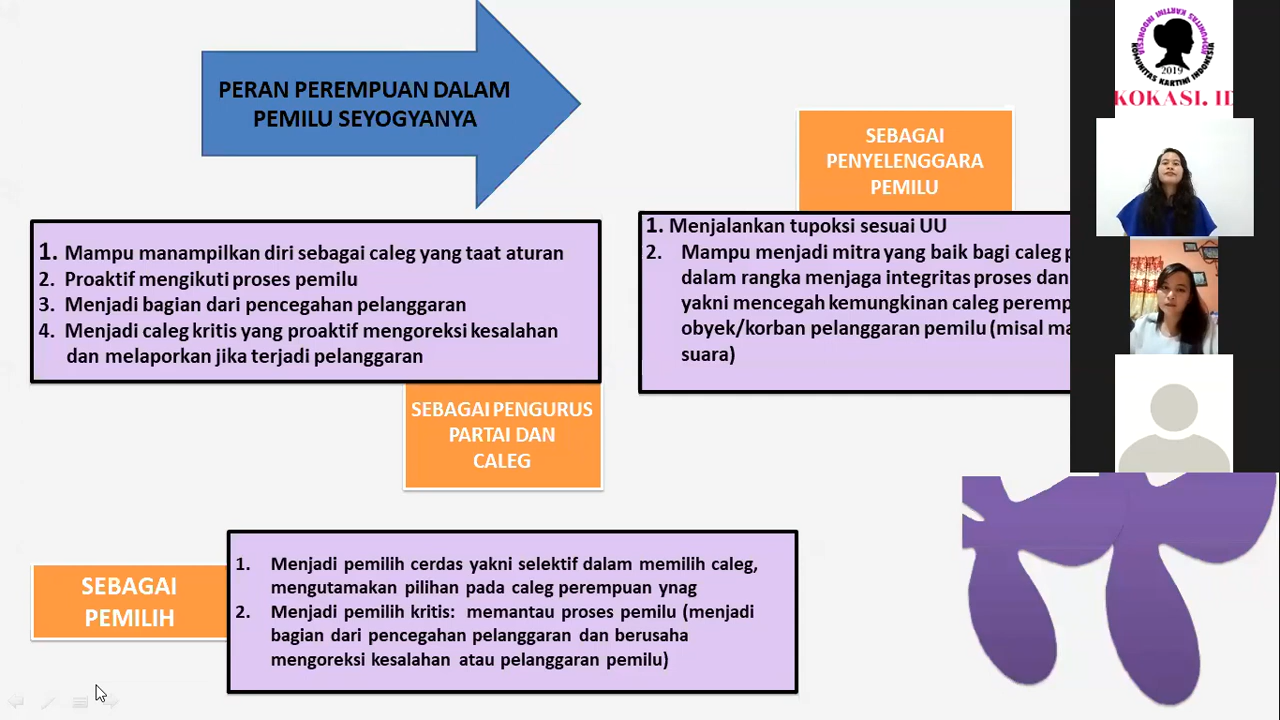 PERAN PEREMPUAN DALAM
PEMILU SEYOGYANYA
SEBAGAI
PENYELENGGARA
PEMILU
1. Mampu manampilkan diri sebagai caleg yang taat aturan
2. Proaktif mengikuti proses pemilu
3. Menjadi bagian dari pencegahan pelanggaran
4. Menjadi caleg kritis yang proaktif mengoreksi kesalahan
dan melaporkan jika terjadi pelanggaran
SEBAGAI PENGURUS
PARTAI DAN
CALEG
1. Menjalankan tupoksi sesuai UU
2. Mampu menjadi mitra yang baik bagi caleg
dalam rangka menjaga integritas proses dan
yakni mencegah kemungkinan caleg
obyek/korban pelanggaran pemilu (misal
suara)
SEBAGAI
PEMILIH
1. Menjadi pemilih cerdas yakni selektif dalam memilih caleg,
mengutamakan pilihan pada caleg perempuan ynag
2. Menjadi pemilih kritis: memantau proses pemilu (menjadi
bagian dari pencegahan pelanggaran dan berusaha
mengoreksi kesalahan atau pelanggaran pemilu)
KOMUNITAS KARTINI INDONESIA
2019
KOKASI. ID